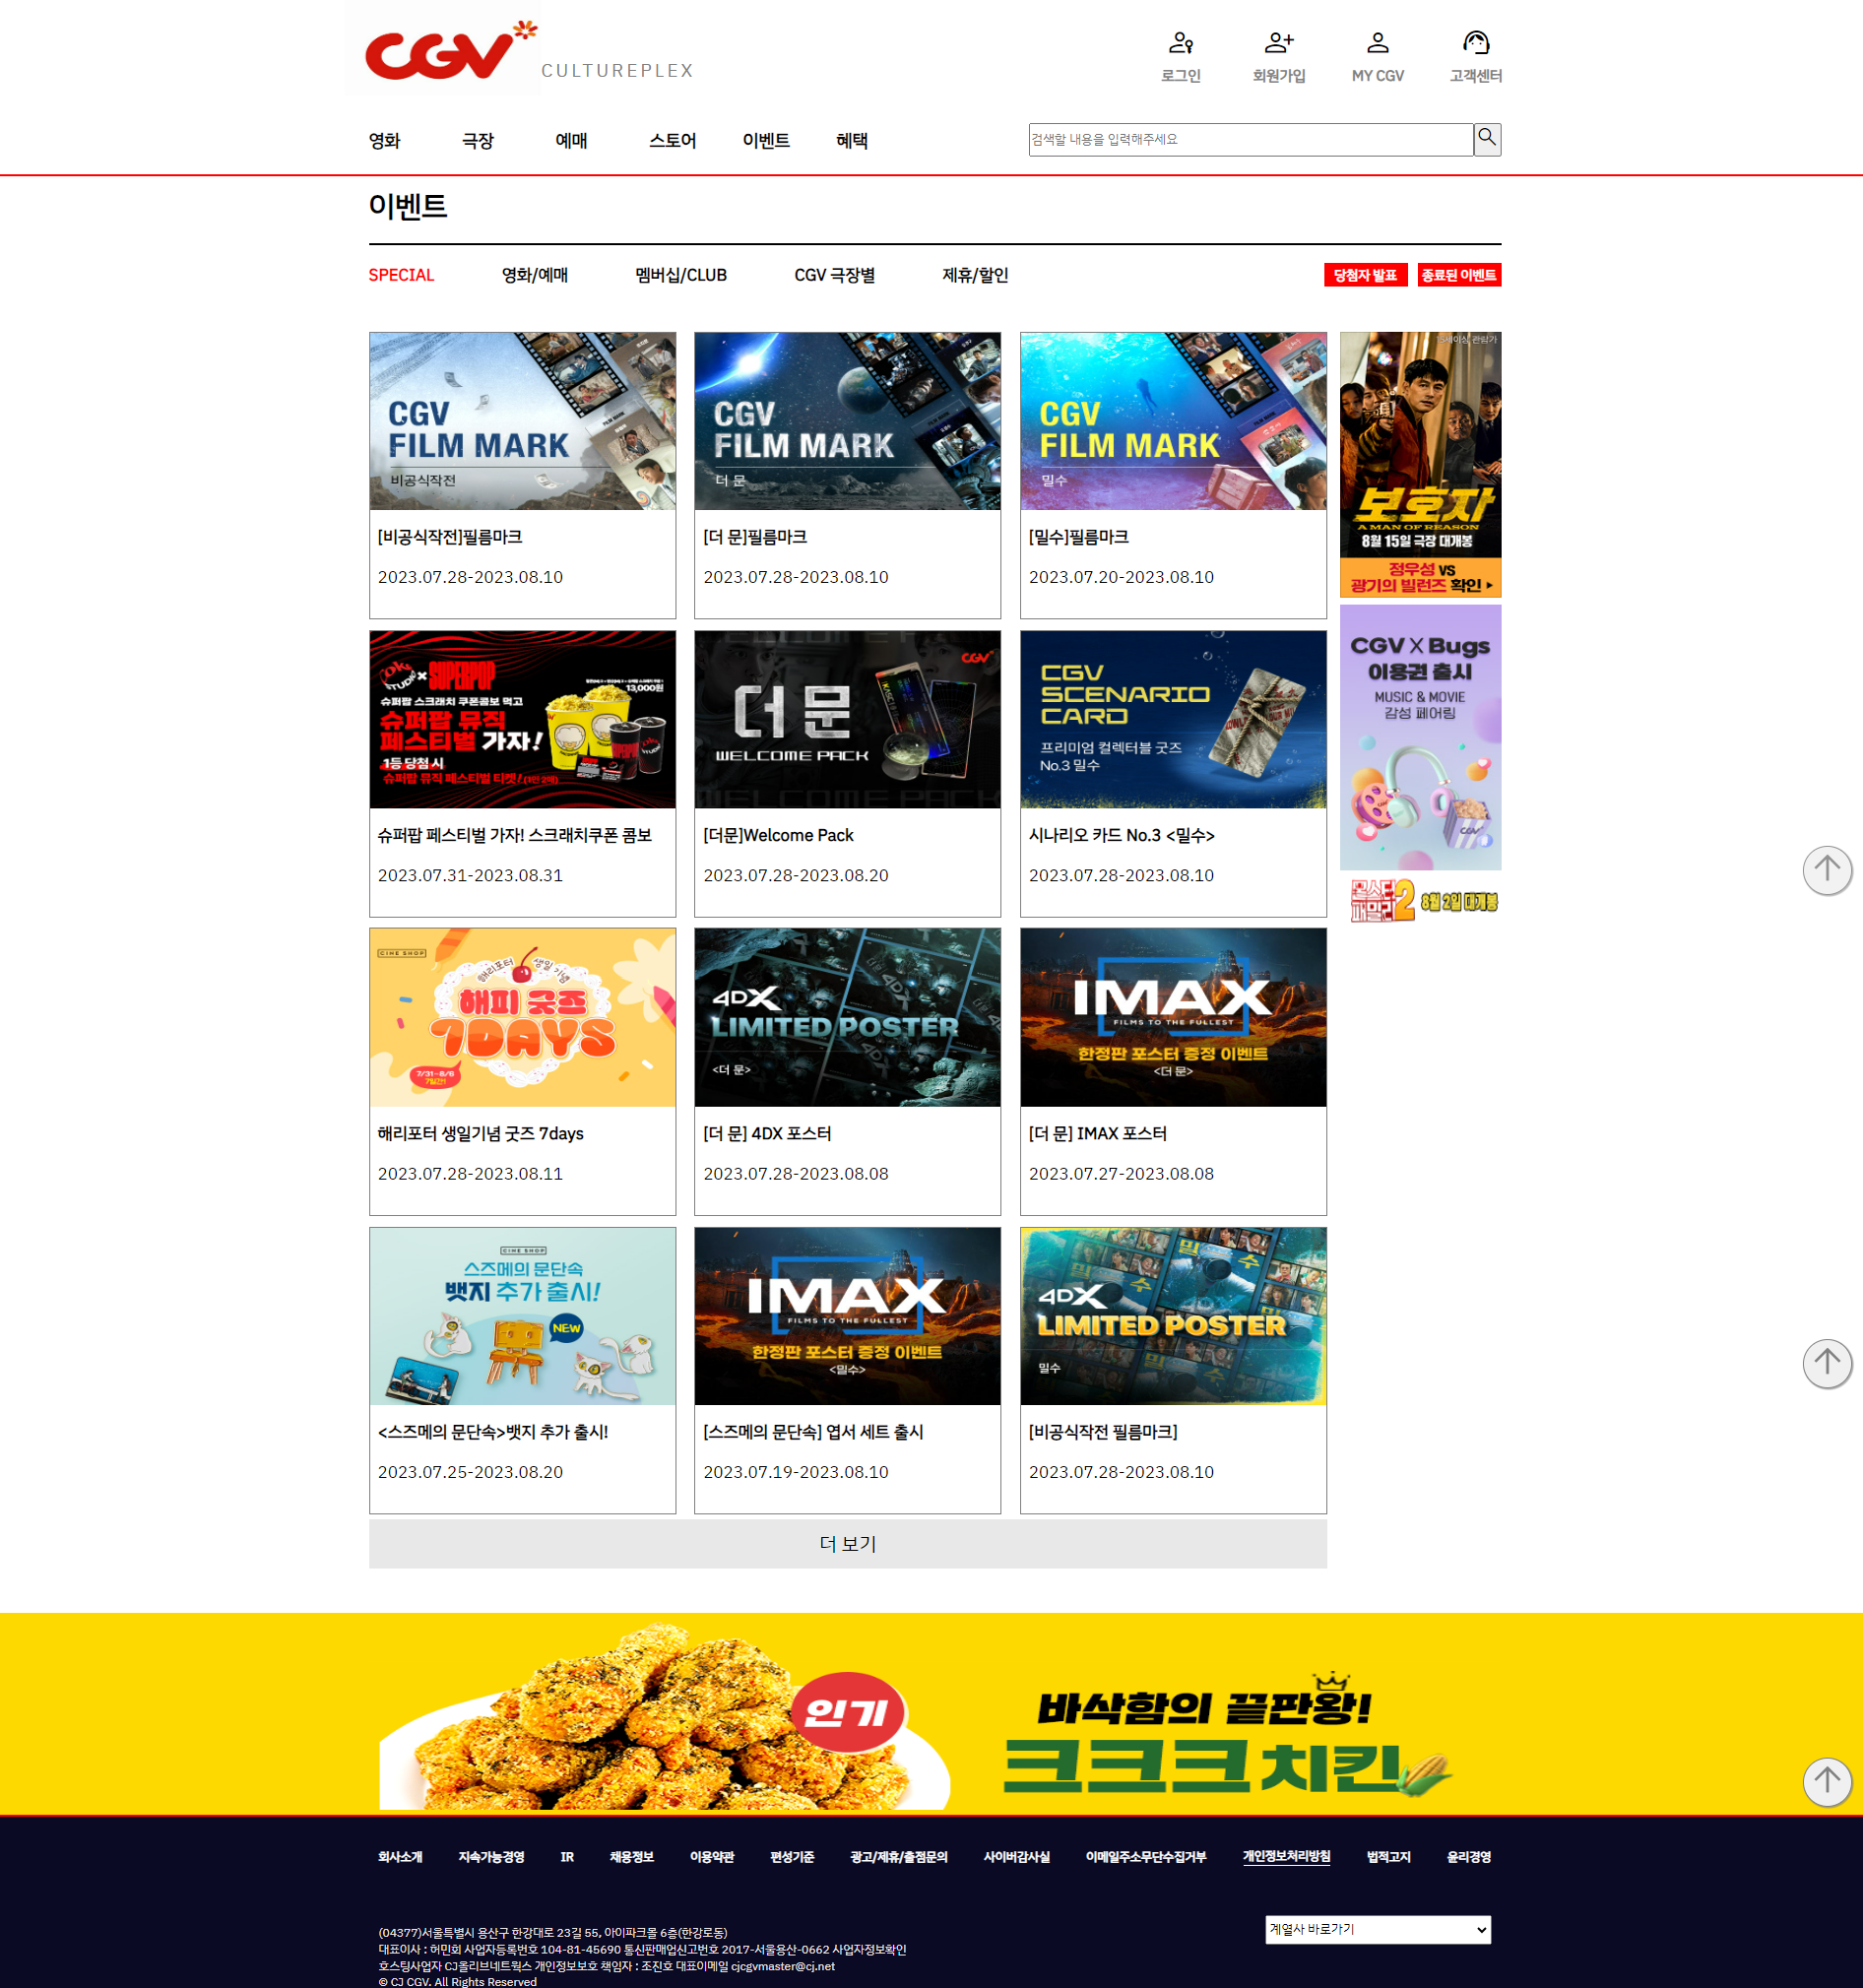 CGV
CULTUREPLEX
로그인
회원가입
MY CGV
고객센터
영화
극장
예매
스토어
이벤트
혜택
검색할 내용을 입력해주세요
이벤트
SPECIAL
영화/예매
멤버십/CLUB
CGV 극장별
제휴/할인
당첨자 발표
종료된 이벤트
CGV
FILM MARK
비공식작전
[비공식작전]필름마크
2023.07.28-2023.08.10
CGV
FILM MARK
더 문
[더 문]필름마크
2023.07.28-2023.08.10
CGV
FILM MARK
밀수
[밀수]필름마크
2023.07.20-2023.08.10
15세이상 관람가
보호자
A MAN OF REASON
8월 15일 극장 대개봉
정우성 VS
광기의 빌런즈 확인 ▸
STUDIO × SUPERPOP
13,000원
슈퍼팝 스크래치 쿠폰콤보 먹고
슈퍼팝 뮤직
페스티벌 가자!
1등 당첨 시
슈퍼팝 뮤직 페스티벌 티켓! (1인 2매)
슈퍼팝 페스티벌 가자! 스크래치쿠폰 콤보
2023.07.31-2023.08.31
CGV
더 문
WELCOME PACK
WELCOME PACK
[더문]Welcome Pack
2023.07.28-2023.08.20
CGV
SCENARIO
CARD
프리미엄 컬렉터블 굿즈
No.3 밀수
시나리오 카드 No.3 <밀수>
2023.07.28-2023.08.10
CGV X Bugs
이용권 출시
MUSIC & MOVIE
감성 페어링
CGV
몬스터
패밀리2
8월 2일 대개봉
CINE SHOP
해리포터 생일 기념
해피 굿즈
7DAYS
7/31~8/6
7일간!
해리포터 생일기념 굿즈 7days
2023.07.28-2023.08.11
4DX
LIMITED POSTER
<더 문>
[더 문] 4DX 포스터
2023.07.28-2023.08.08
IMAX
FILMS TO THE FULLEST
한정판 포스터 증정 이벤트
<더 문>
[더 문] IMAX 포스터
2023.07.27-2023.08.08
CINE SHOP
스즈메의 문단속
뱃지 추가 출시!
NEW
<스즈메의 문단속>뱃지 추가 출시!
2023.07.25-2023.08.20
IMAX
FILMS TO THE FULLEST
한정판 포스터 증정 이벤트
<밀수>
[스즈메의 문단속] 엽서 세트 출시
2023.07.19-2023.08.10
밀수
4DX
LIMITED POSTER
밀수
[비공식작전 필름마크]
2023.07.28-2023.08.10
더 보기
인기
바삭함의 끝판왕!
크크크 치킨
회사소개
지속가능경영
IR
채용정보
이용약관
편성기준
광고/제휴/출점문의
사이버감사실
이메일주소무단수집거부
개인정보처리방침
법적고지
윤리경영
(04377)서울특별시 용산구 한강대로 23길 55, 아이파크몰 6층(한강로동)
대표이사 : 허민회 사업자등록번호 104-81-45690 통신판매업신고번호 2017-서울용산-0662 사업자정보확인
호스팅사업자 CJ올리브네트웍스 개인정보보호 책임자 : 조진호 대표이메일 cjcgvmaster@cj.net
© CJ CGV. All Rights Reserved
계열사 바로가기